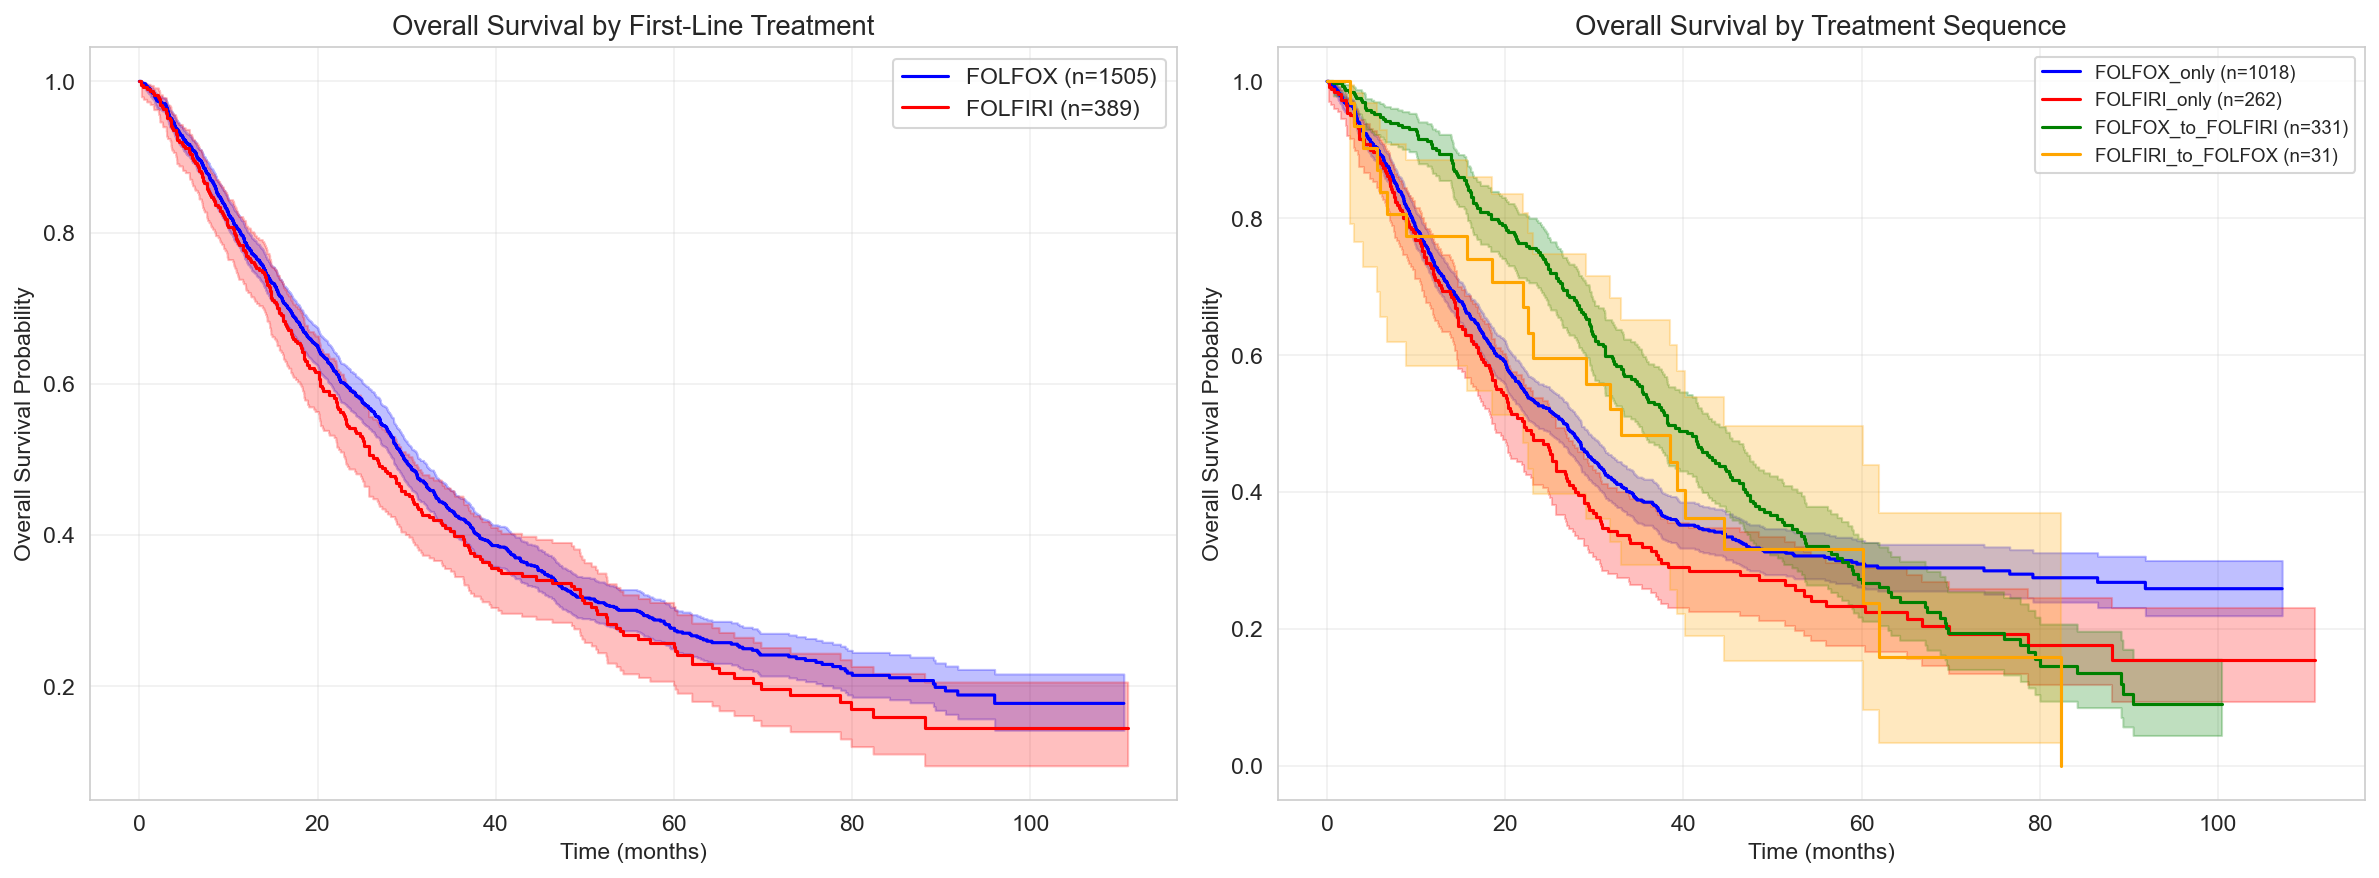 Overall Survival by First-Line Treatment
FOLFOX (n=1505)
FOLFIRI (n=389)
1.0
0.8
0.6
0.4
0.2
Overall Survival Probability
0 20 40 60 80 100
Time (months)
Overall Survival by Treatment Sequence
FOLFOX_only (n=1018)
FOLFIRI_only (n=262)
FOLFOX_to_FOLFIRI (n=331)
FOLFIRI_to_FOLFOX (n=31)
1.0
0.8
0.6
0.4
0.2
0.0
Overall Survival Probability
0 20 40 60 80 100
Time (months)